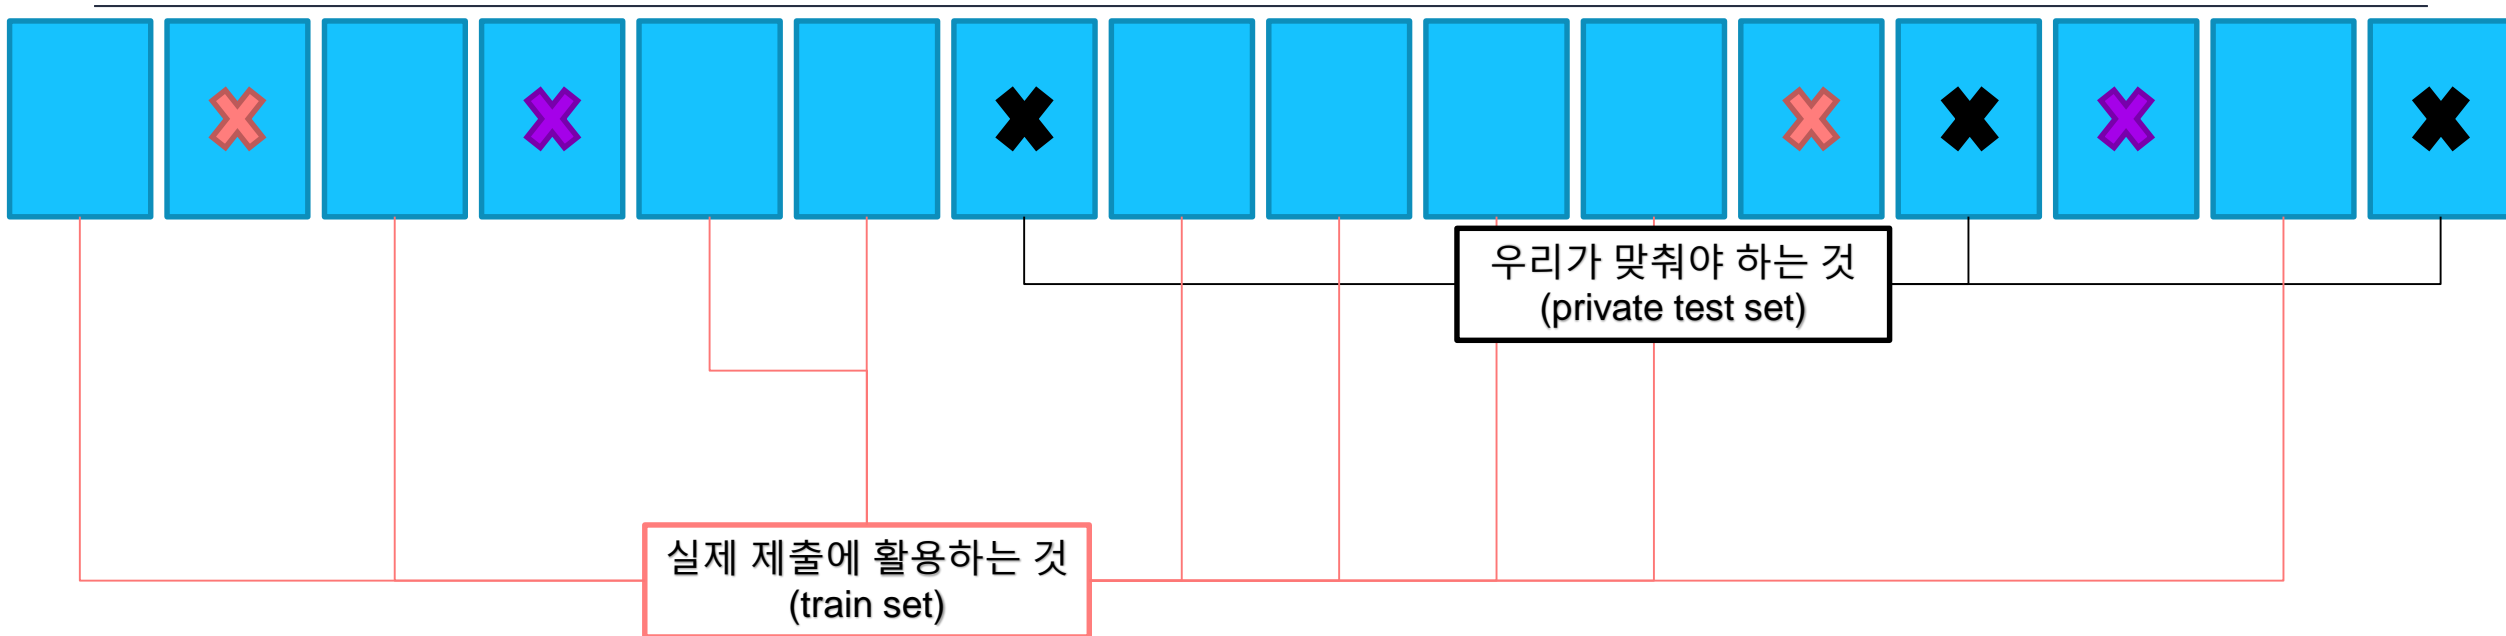 우리가 맞춰야 하는 것
(private test set)
실제 제출에 활용하는 것
(train set)